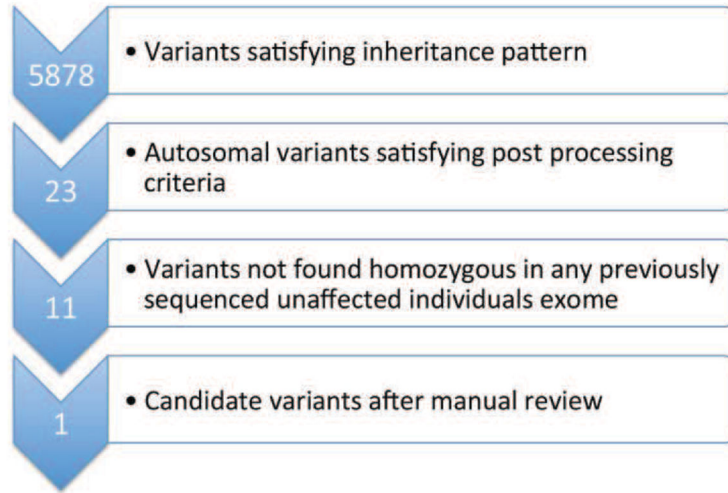 5878
• Variants satisfying inheritance pattern
23
• Autosomal variants satisfying post processing
criteria
11
• Variants not found homozygous in any previously
sequenced unaffected individuals exome
1
• Candidate variants after manual review